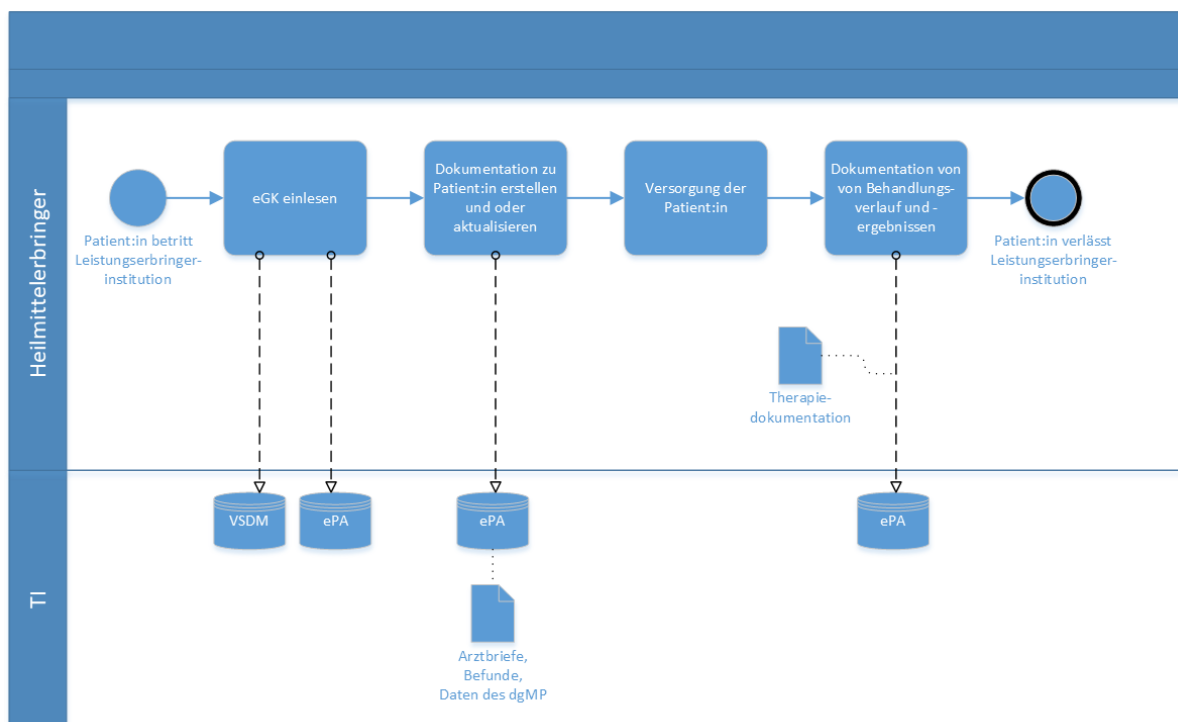 Heilmittelerbringer
eGK einlesen
Dokumentation zu
Patient:in erstellen
und oder
aktualisieren
Versorgung der
Patient:in
Dokumentation von
von Behandlungs-
verlauf und -
ergebnissen
Patient:in betritt
Leistungserbringer-
institution
Patient:in verlässt
Leistungserbringer-
institution
Therapie-
dokumentation
TI
VSDM
ePA
ePA
ePA
Arztbriefe,
Befunde,
Daten des dgMP